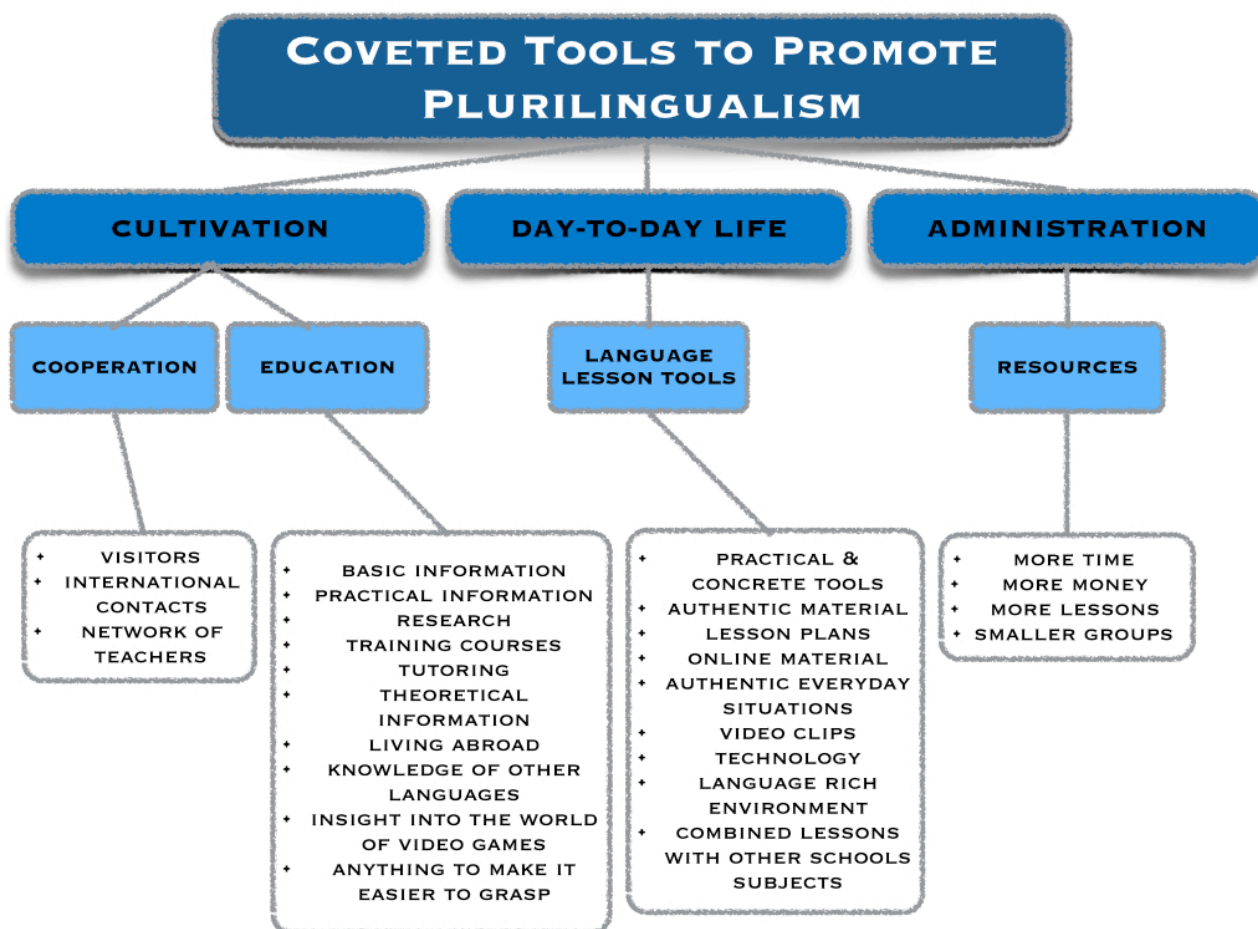 COVETED TOOLS TO PROMOTE
PLURILINGUALISM
CULTIVATION
DAY-TO-DAY LIFE
ADMINISTRATION
COOPERATION
EDUCATION
LANGUAGE
LESSON TOOLS
RESOURCES
VISITORS
INTERNATIONAL
CONTACTS
NETWORK OF
TEACHERS
BASIC INFORMATION
PRACTICAL INFORMATION
RESEARCH
TRAINING COURSES
TUTORING
THEORETICAL
INFORMATION
LIVING ABROAD
KNOWLEDGE OF OTHER
LANGUAGES
INSIGHT INTO THE WORLD
OF VIDEO GAMES
ANYTHING TO MAKE IT
EASIER TO GRASP
PRACTICAL &
CONCRETE TOOLS
AUTHENTIC MATERIAL
LESSON PLANS
ONLINE MATERIAL
AUTHENTIC EVERYDAY
SITUATIONS
VIDEO CLIPS
TECHNOLOGY
LANGUAGE RICH
ENVIRONMENT
COMBINED LESSONS
WITH OTHER SCHOOLS
SUBJECTS
MORE TIME
MORE MONEY
MORE LESSONS
SMALLER GROUPS